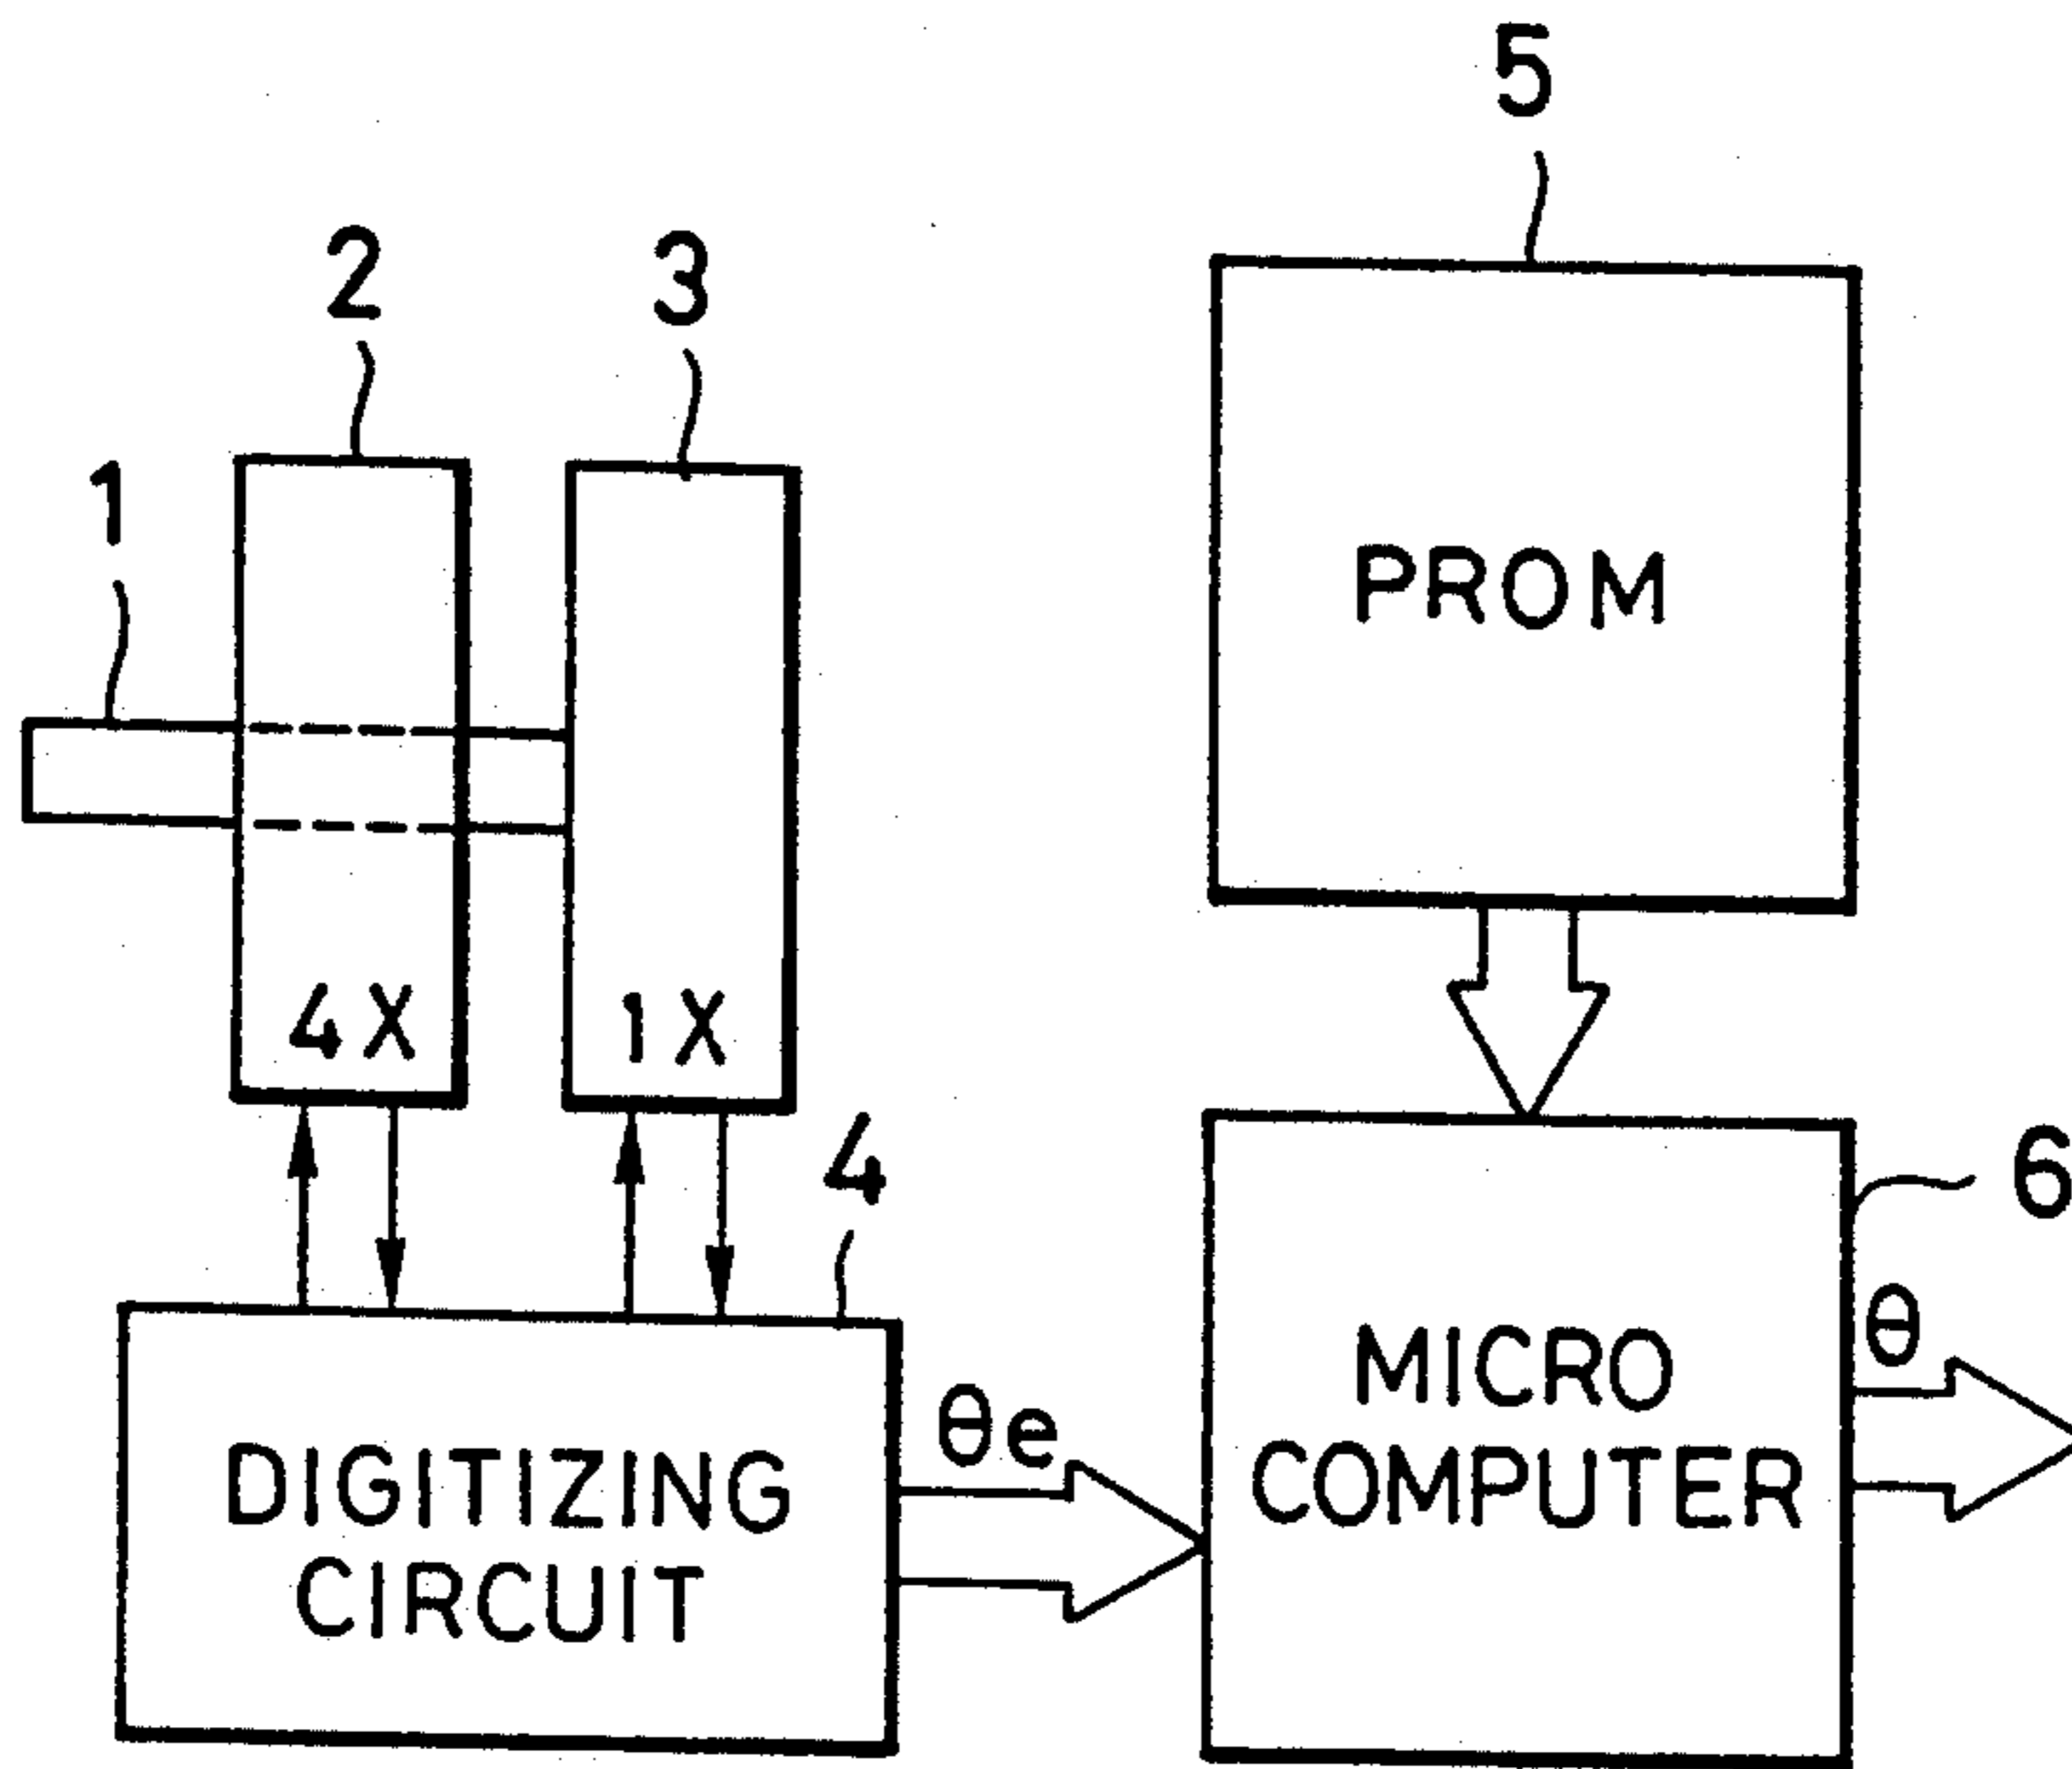 5
2
3
1
PROM
4X
1X
4
6
θ
MICRO
COMPUTER
θe
DIGITIZING
CIRCUIT